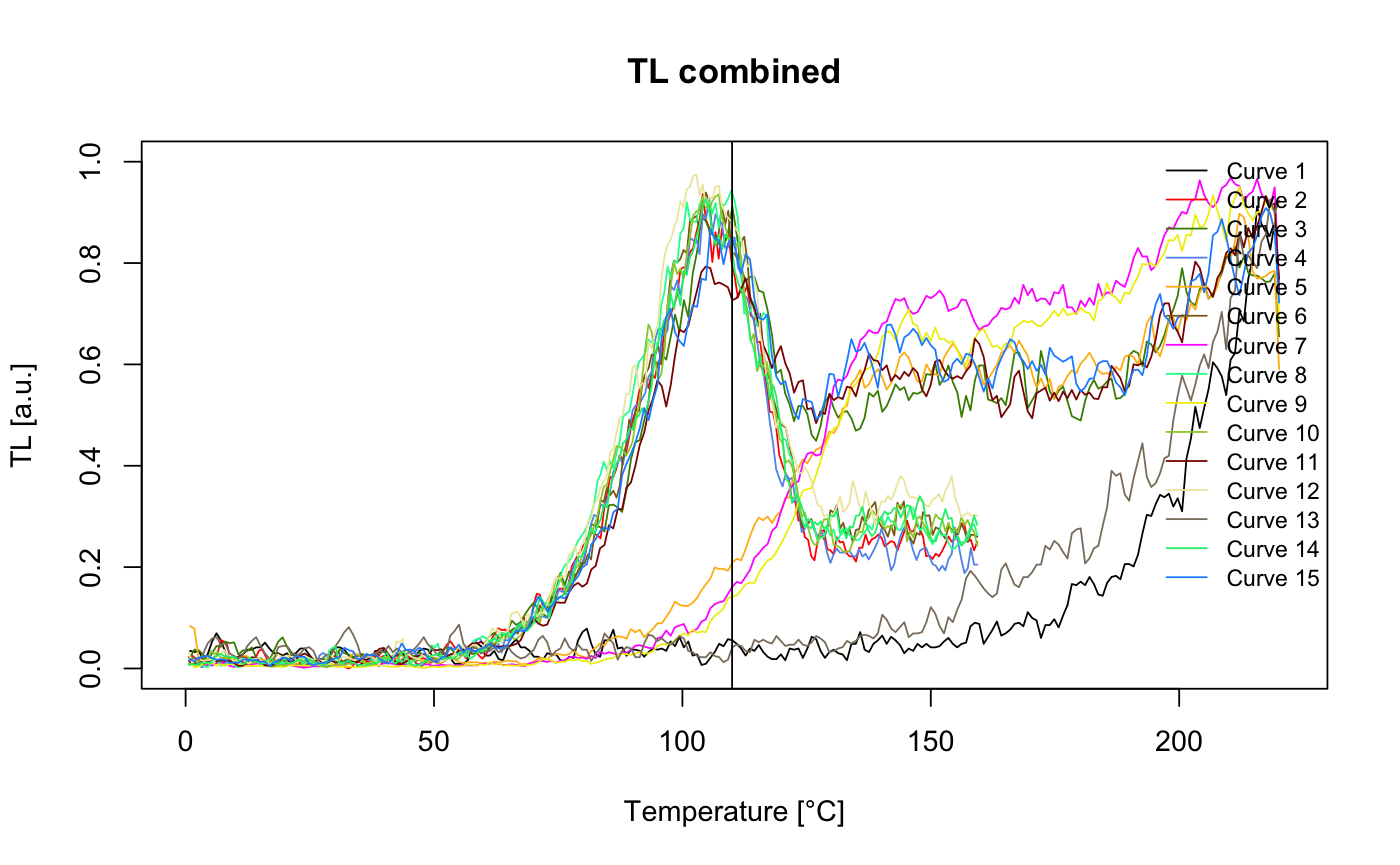 TL combined
TL [a.u.]
1.0
0.8
0.6
0.4
0.2
0.0
Curve 1
Curve 2
Curve 3
Curve 4
Curve 5
Curve 6
Curve 7
Curve 8
Curve 9
Curve 10
Curve 11
Curve 12
Curve 13
Curve 14
Curve 15
0 50 100 150 200
Temperature [°C]